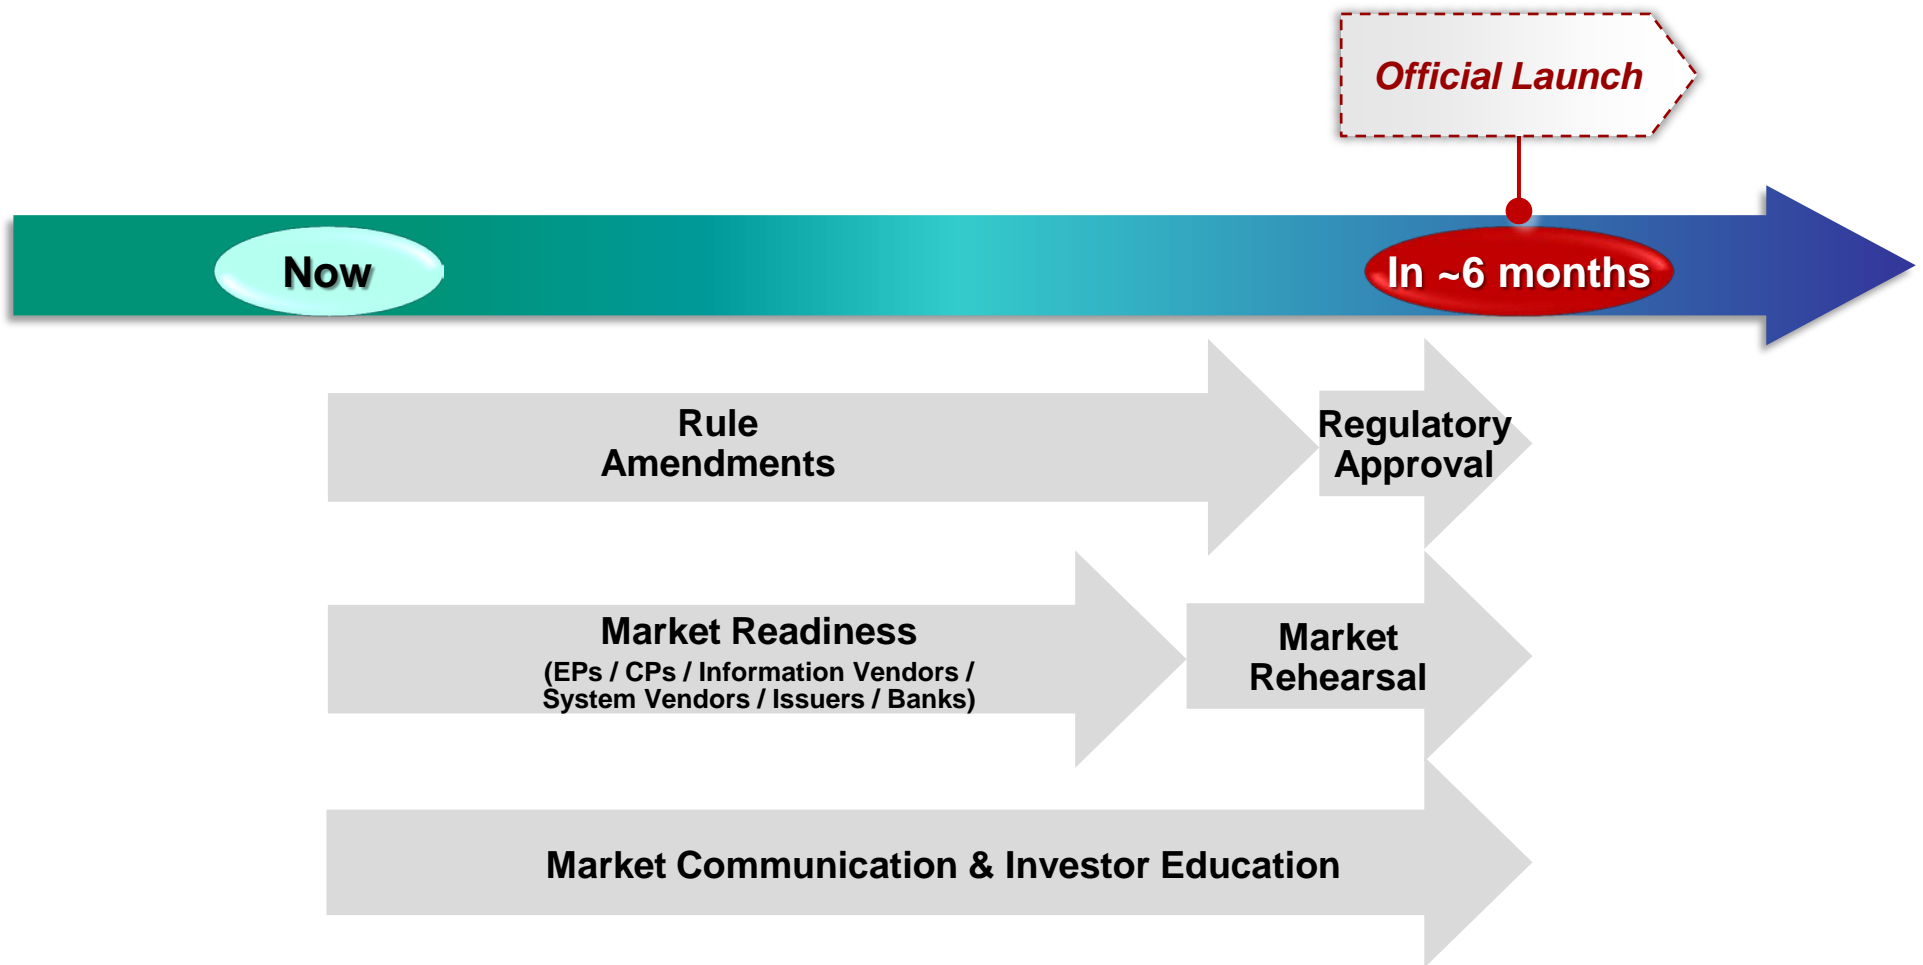 Official Launch
Now
In ~6 months
Rule
Amendments
Regulatory
Approval
Market Readiness
(EPs / CPs / Information Vendors /
System Vendors / Issuers / Banks)
Market
Rehearsal
Market Communication & Investor Education